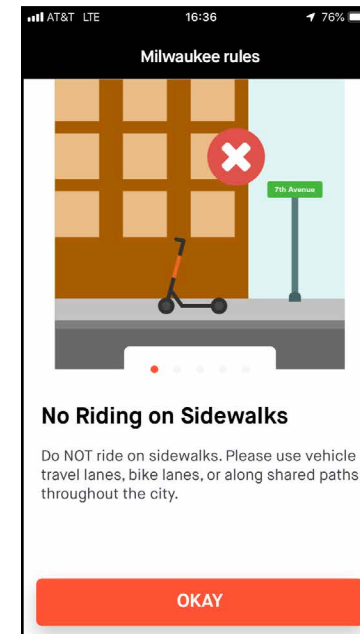 AT&T LTE 16:36 76%
Milwaukee rules
7th Avenue
No Riding on Sidewalks
Do NOT ride on sidewalks. Please use vehicle
travel lanes, bike lanes, or along shared paths
throughout the city.
OKAY